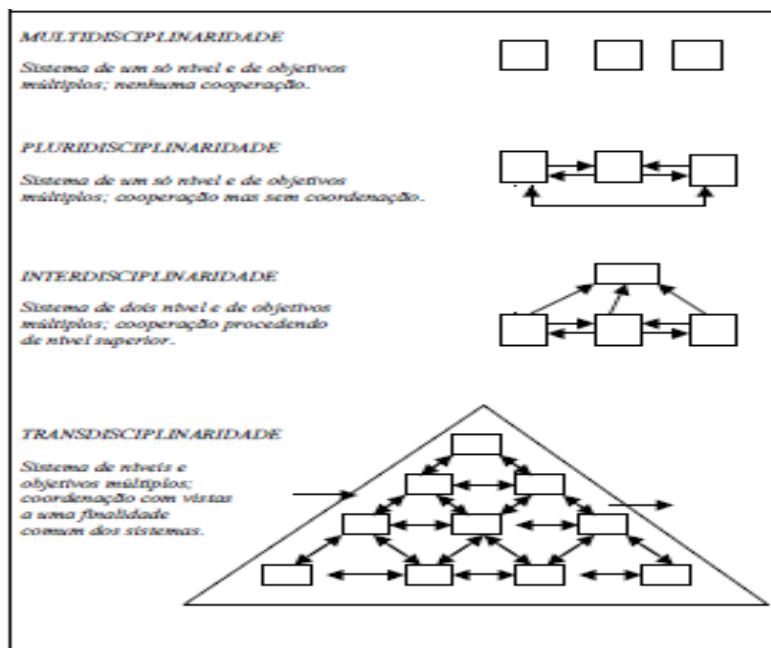 MULTIDISCIPLINARIDADE
Sistema de um só nível e de objetivos
múltiplos; nenhuma cooperação.
PLURIDISCIPLINARIDADE
Sistema de um só nível e de objetivos
múltiplos; cooperação mas sem coordenação.
INTERDISCIPLINARIDADE
Sistema de dois nível e de objetivos
múltiplos; cooperação procedendo
de nível superior.
TRANSDISCIPLINARIDADE
Sistema de níveis e
objetivos múltiplos;
coordenação com vistas
a uma finalidade
comum dos sistemas.